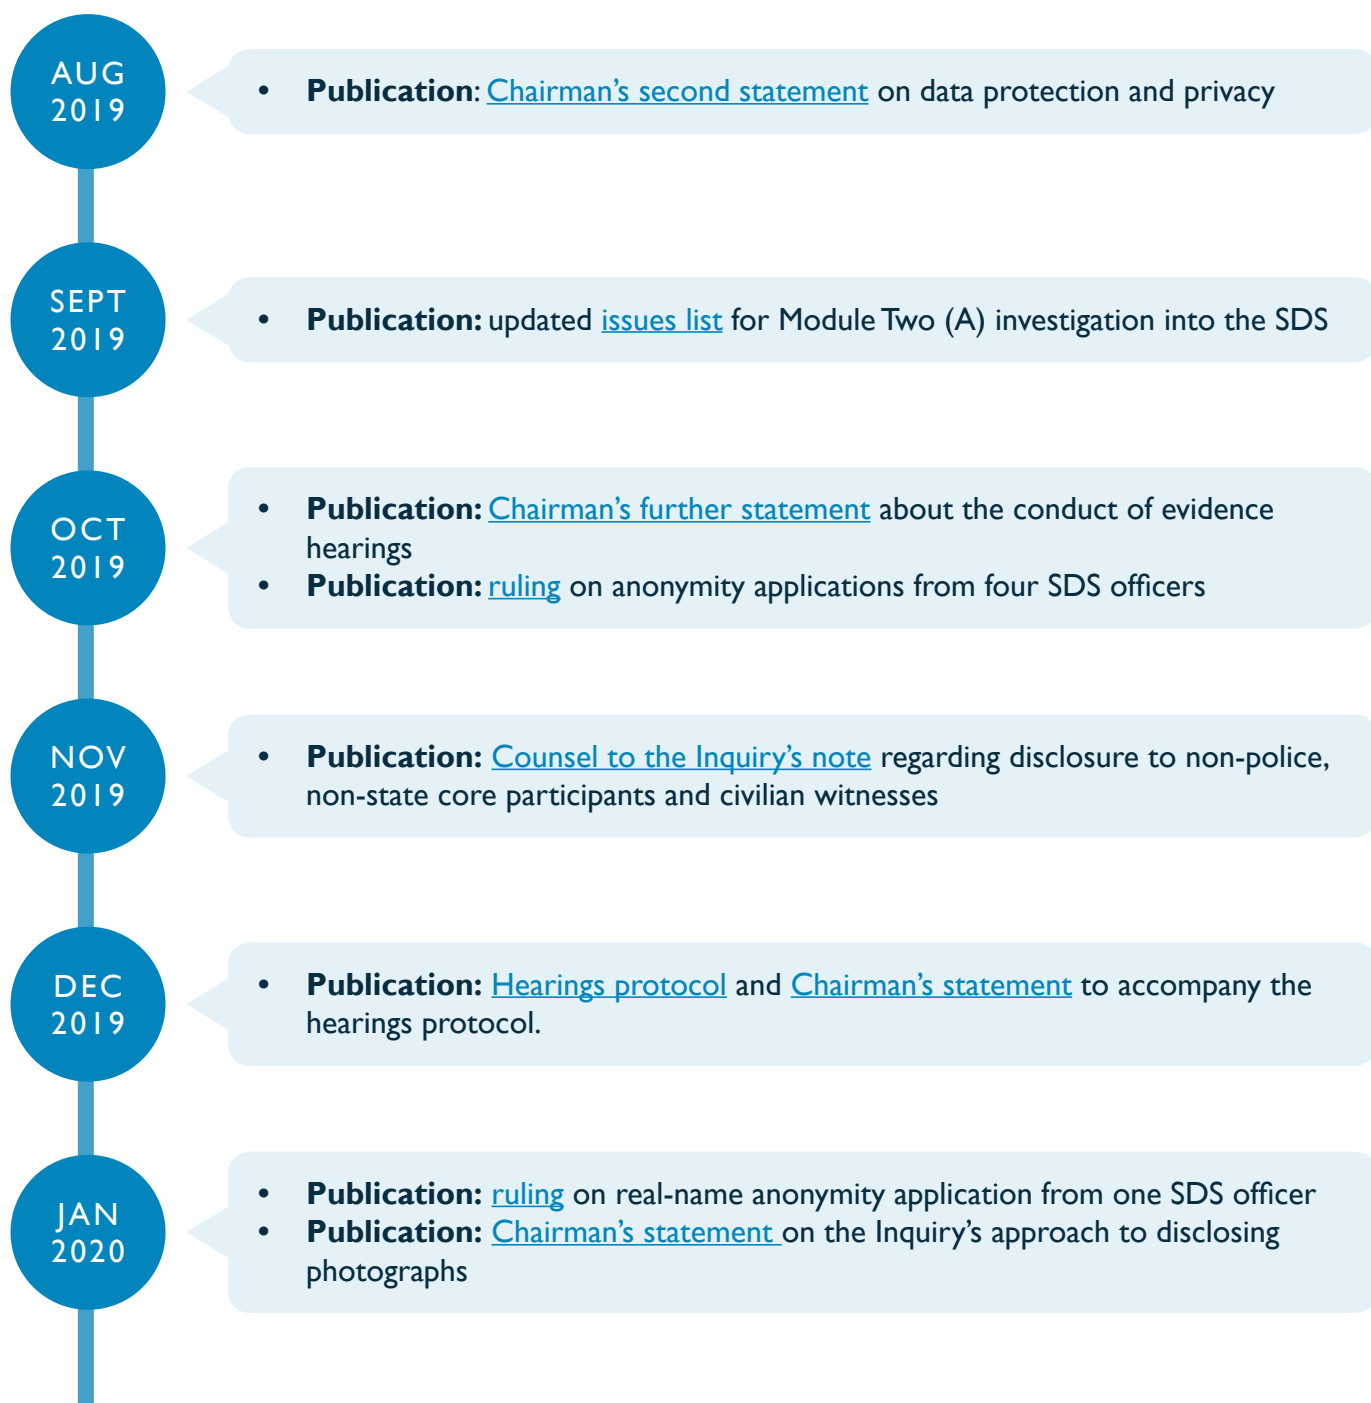 AUG
2019
• Publication: Chairman’s second statement on data protection and privacy
SEPT
2019
• Publication: updated issues list for Module Two (A) investigation into the SDS
OCT
2019
• Publication: Chairman’s further statement about the conduct of evidence
hearings
• Publication: ruling on anonymity applications from four SDS officers
NOV
2019
• Publication: Counsel to the Inquiry’s note regarding disclosure to non-police,
non-state core participants and civilian witnesses
DEC
2019
• Publication: Hearings protocol and Chairman’s statement to accompany the
hearings protocol.
JAN
2020
• Publication: ruling on real-name anonymity application from one SDS officer
• Publication: Chairman’s statement on the Inquiry’s approach to disclosing
photographs